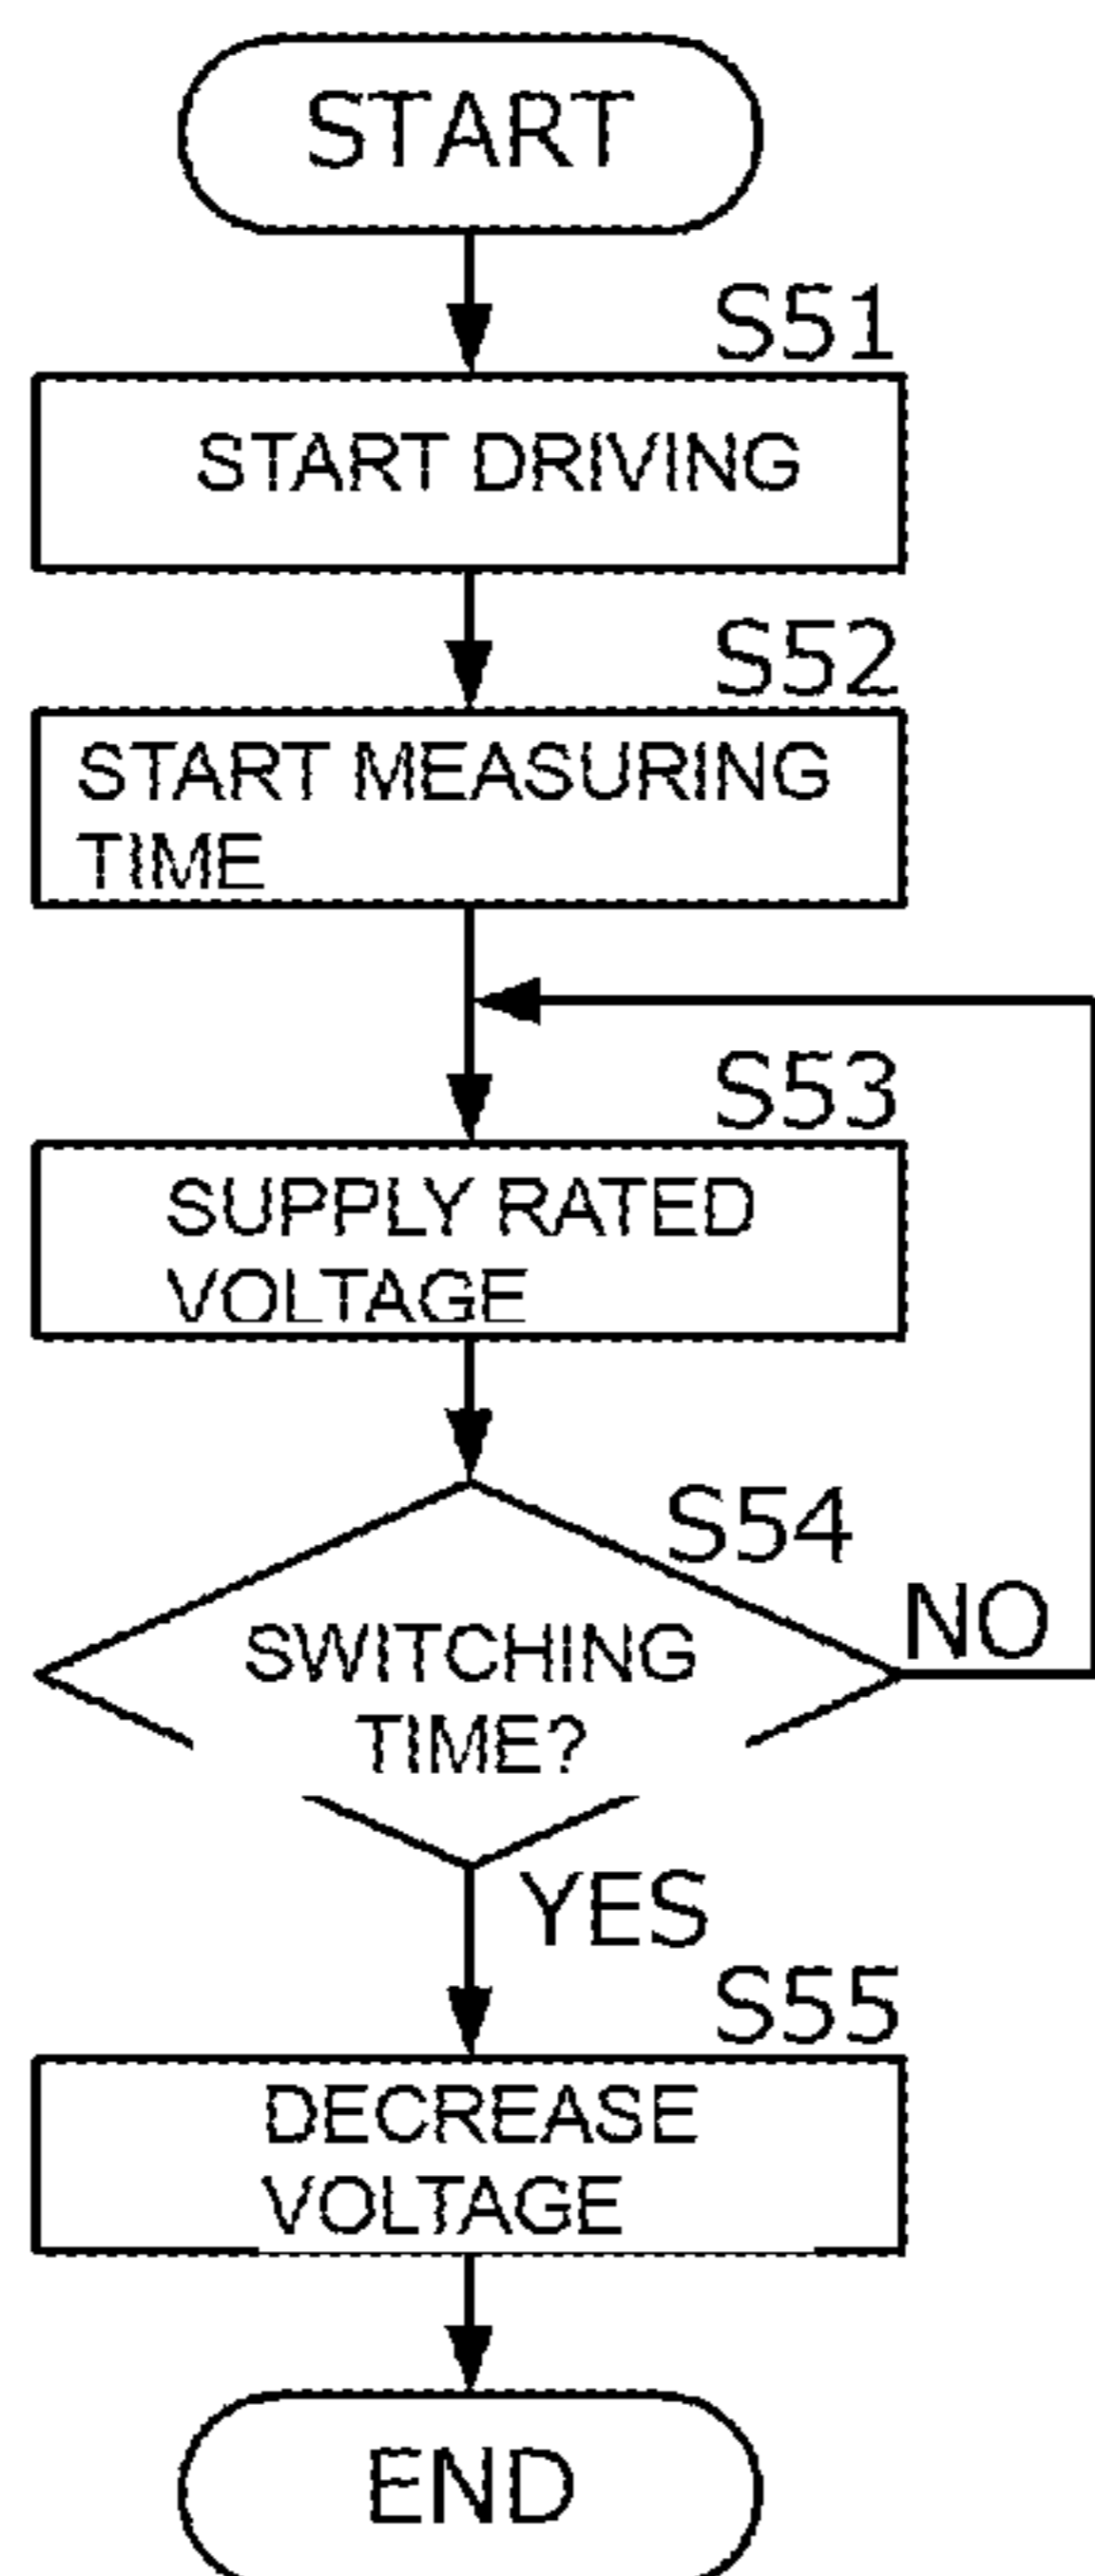 START
S51
START DRIVING
S52
START MEASURING
TIME
S53
SUPPLY RATED
VOLTAGE
S54
NO
SWITCHING
TIME?
YES
S55
DECREASE
VOLTAGE
END